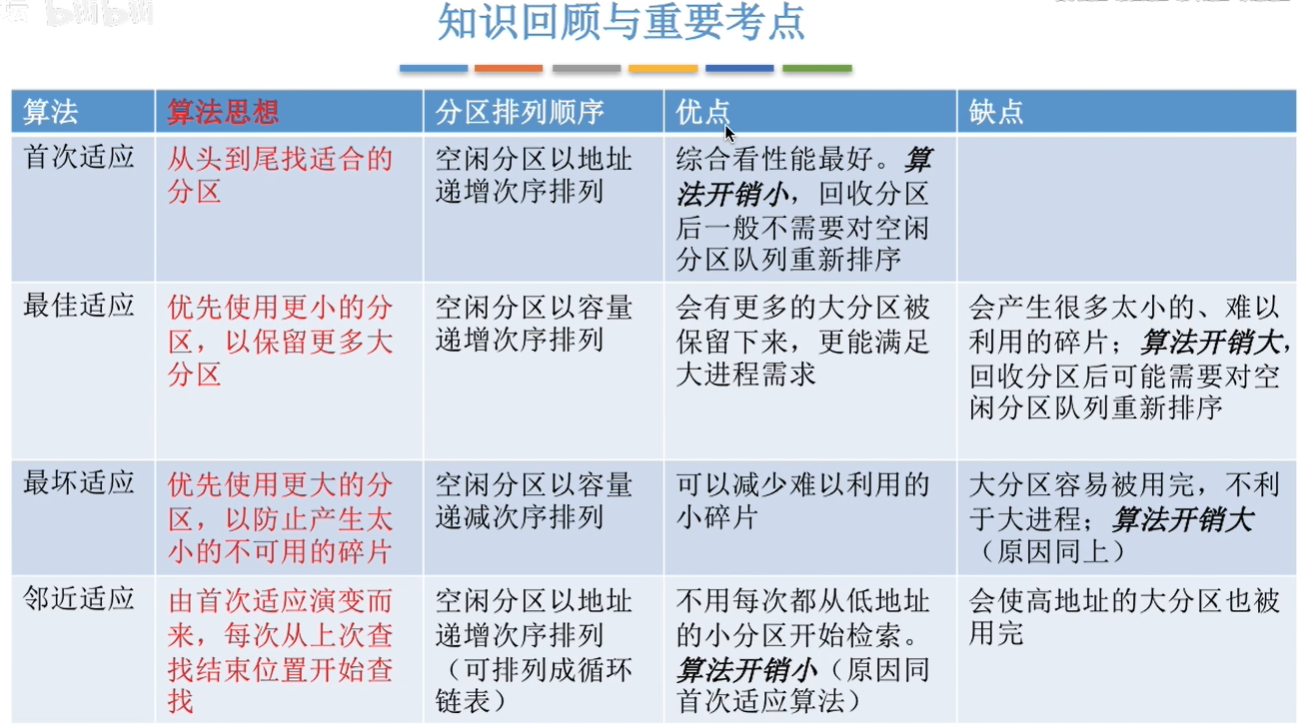 知识回顾与重要考点
算法
算法思想
分区排列顺序
优点
缺点
首次适应
从头到尾找适合的
分区
空闲分区以地址
递增次序排列
综合看性能最好。算
法开销小，回收分区
后一般不需要对空闲
分区队列重新排序
最佳适应
优先使用更小的分
区，以保留更多大
分区
空闲分区以容量
递增次序排列
会有更多的大分区被
保留下来，更能满足
大进程需求
会产生很多太小的、难以
利用的碎片；算法开销大，
回收分区后可能需要对空
闲分区队列重新排序
最坏适应
优先使用更大的分
区，以防止产生太
小的不可用的碎片
空闲分区以容量
递减次序排列
可以减少难以利用的
小碎片
大分区容易被用完，不利
于大进程；算法开销大
（原因同上）
邻近适应
由首次适应演变而
来，每次从上次查
找结束位置开始查
找
空闲分区以地址
递增次序排列
（可排列成循环
链表）
不用每次都从低地址
的小分区开始检索。
算法开销小（原因同
首次适应算法）
会使高地址的大分区也被
用完